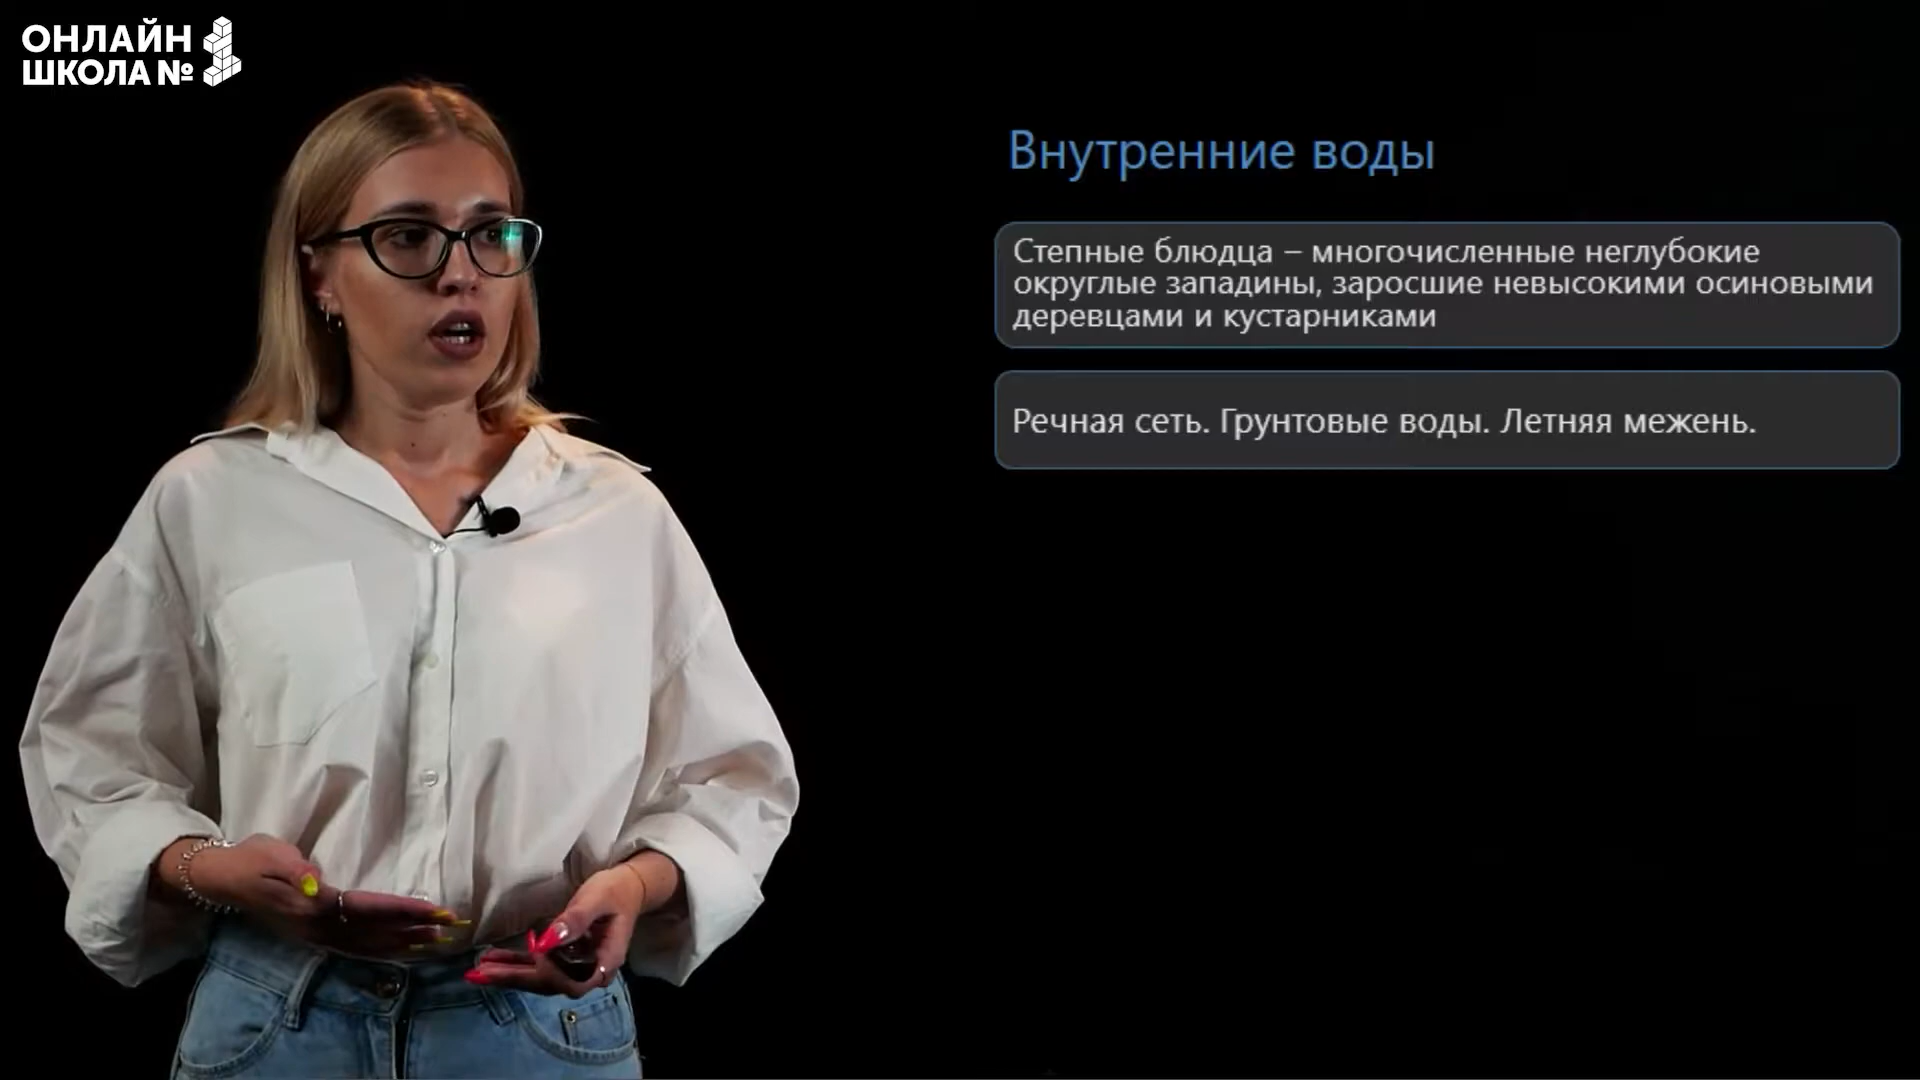 ОНЛАЙН
ШКОЛА №
Внутренние воды
Степные блюдца – многочисленные неглубокие
округлые западины, заросшие невысокими осиновыми
деревцами и кустарниками
Речная сеть. Грунтовые воды. Летняя межень.